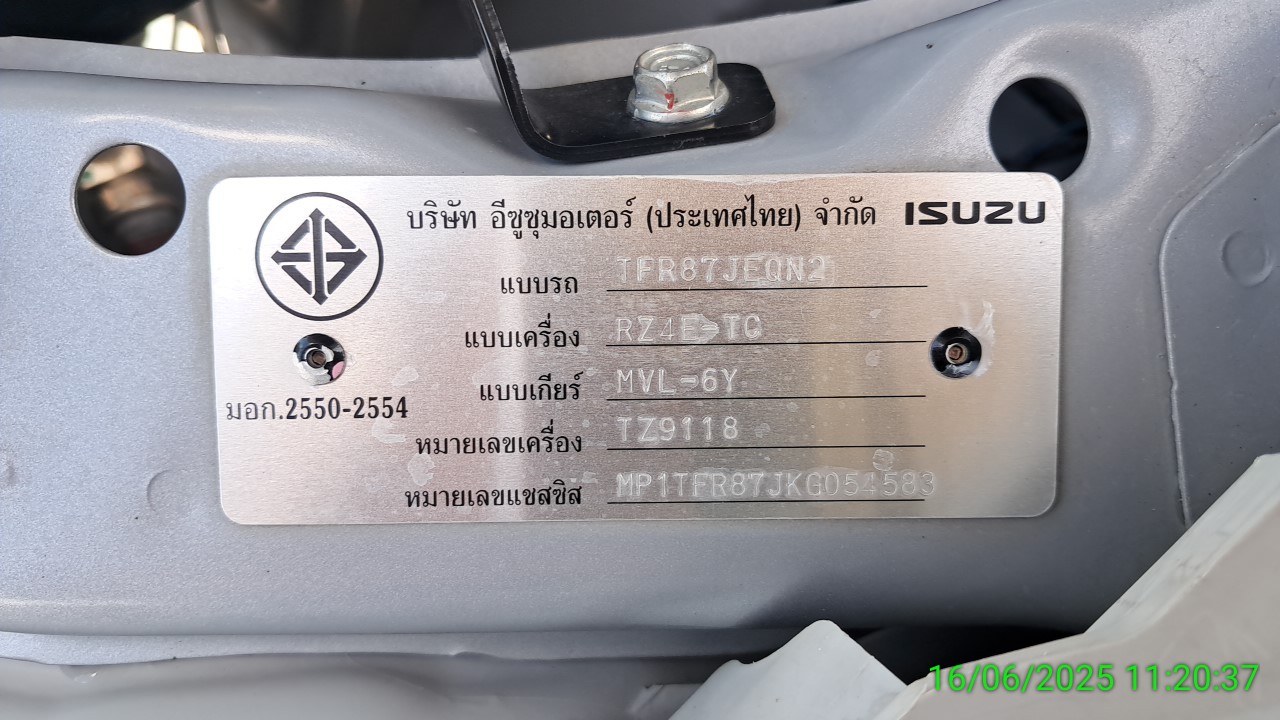 บริษัท อีซูซุมอเตอร์ (ประเทศไทย) จำกัด ISUZU
แบบรถ TFR87JEQN2
แบบเครื่อง RZ4E-TC
แบบเกียร์ MVL-6Y
มอก.2550-2554
หมายเลขเครื่อง TZ9118
หมายเลขแชสซิส MP1TFR87JKG054583
16/06/2025 11:20:37